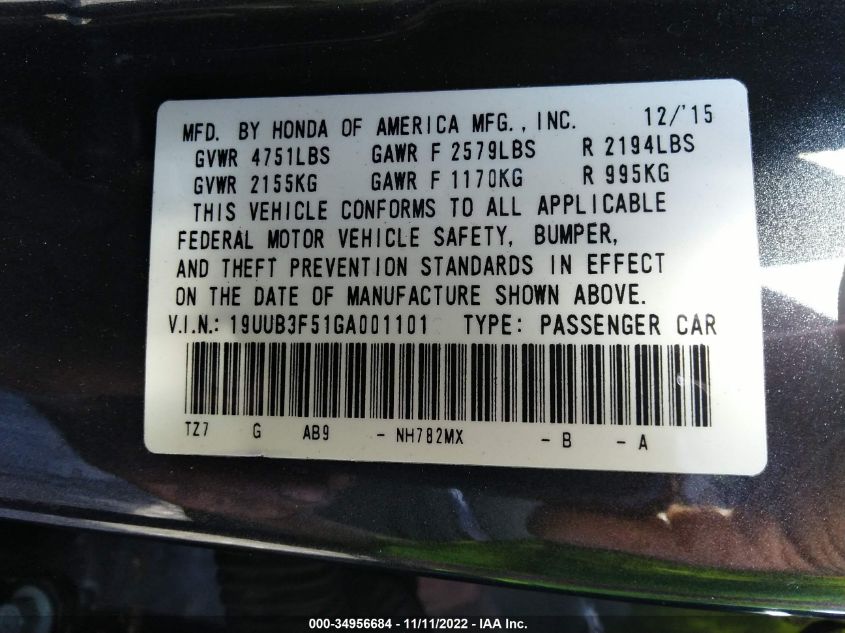 MFD. BY HONDA OF AMERICA MFG., INC. 12/'15
GVWR 4751LBS GAWR F 2579LBS R 2194LBS
GVWR 2155KG GAWR F 1170KG R 995KG
THIS VEHICLE CONFORMS TO ALL APPLICABLE
FEDERAL MOTOR VEHICLE SAFETY, BUMPER,
AND THEFT PREVENTION STANDARDS IN EFFECT
ON THE DATE OF MANUFACTURE SHOWN ABOVE.
V.I.N.: 19UUB3F51GA001101 TYPE: PASSENGER CAR
TZ7 G AB9 - NH782MX - B - A
000-34956684 - 11/11/2022 - IAA Inc.